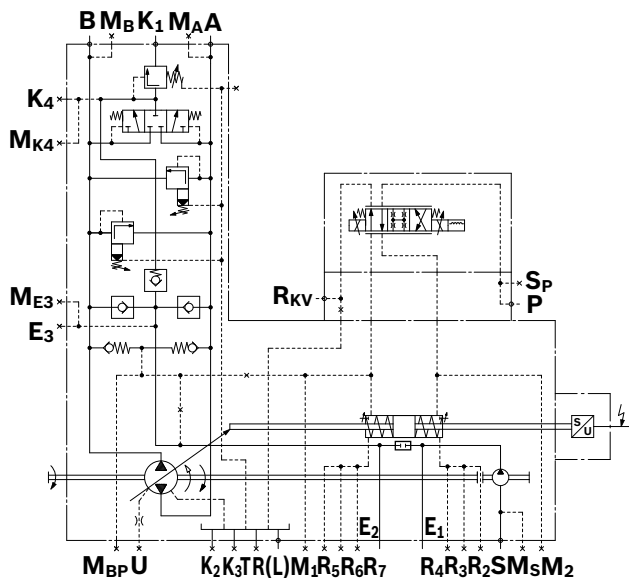 B M_B K_1 M_A A
K_4
M_K4
M_E3
E_3
R_KV
S_P
P
S
U
E_2 E_1
M_BP U K_2 K_3 T R(L) M_1 R_5 R_6 R_7 R_4 R_3 R_2 S M_S M_2